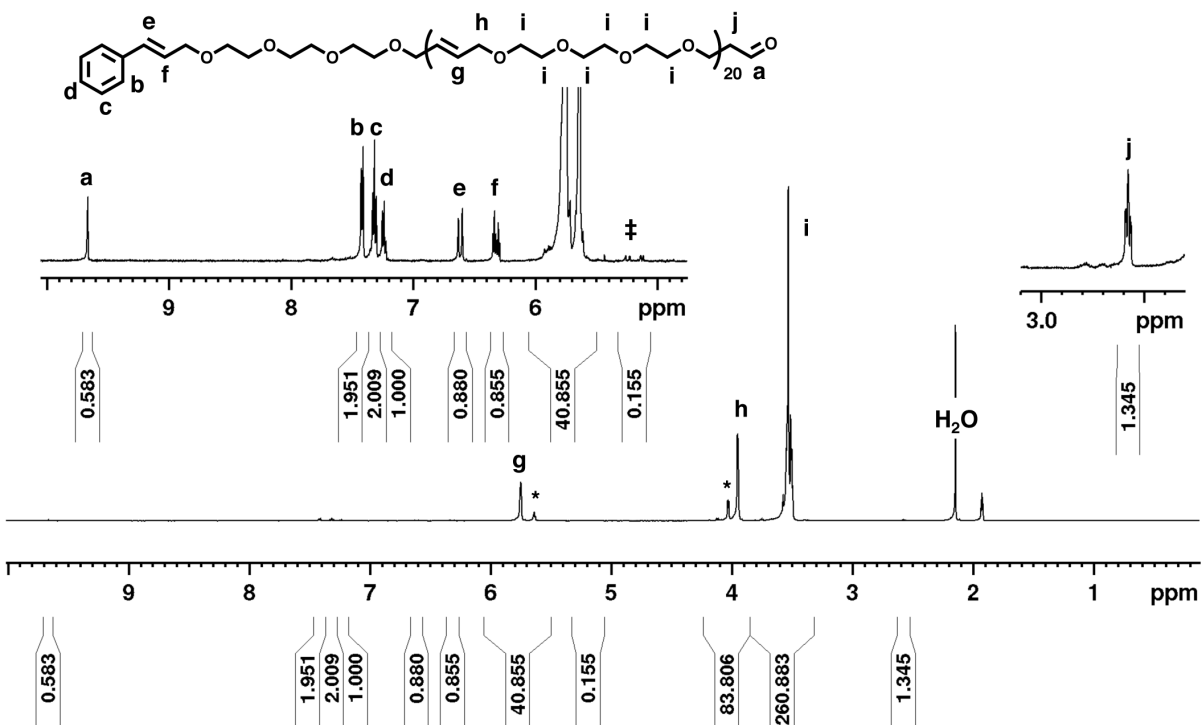 e h i i i j
O O O O O O O O O
f g i i i 20 a
d b
c
b c
a d e f ‡ j i
9 8 7 6 ppm 3.0 ppm
0.583 1.951 2.009 1.000 0.880 0.855 40.855 0.155 1.345
h
H2O
g * *
9 8 7 6 5 4 3 2 1 ppm
0.583 1.951 2.009 1.000 0.880 0.855 40.855 0.155 83.806 260.883 1.345